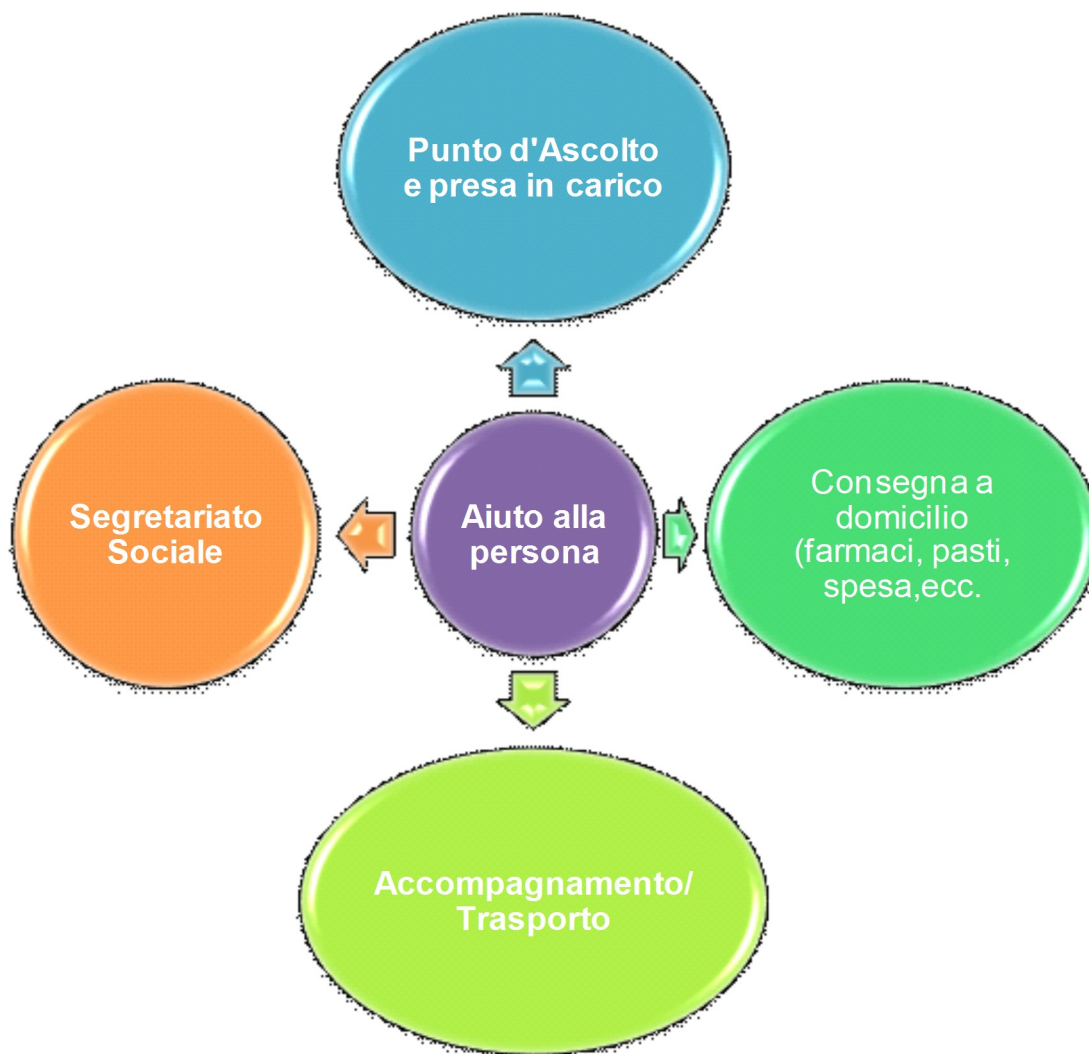 Punto d'Ascolto
e presa in carico
Segretariato
Sociale
Aiuto alla
persona
Consegna a
domicilio
(farmaci, pasti,
spesa,ecc.
Accompagnamento/
Trasporto